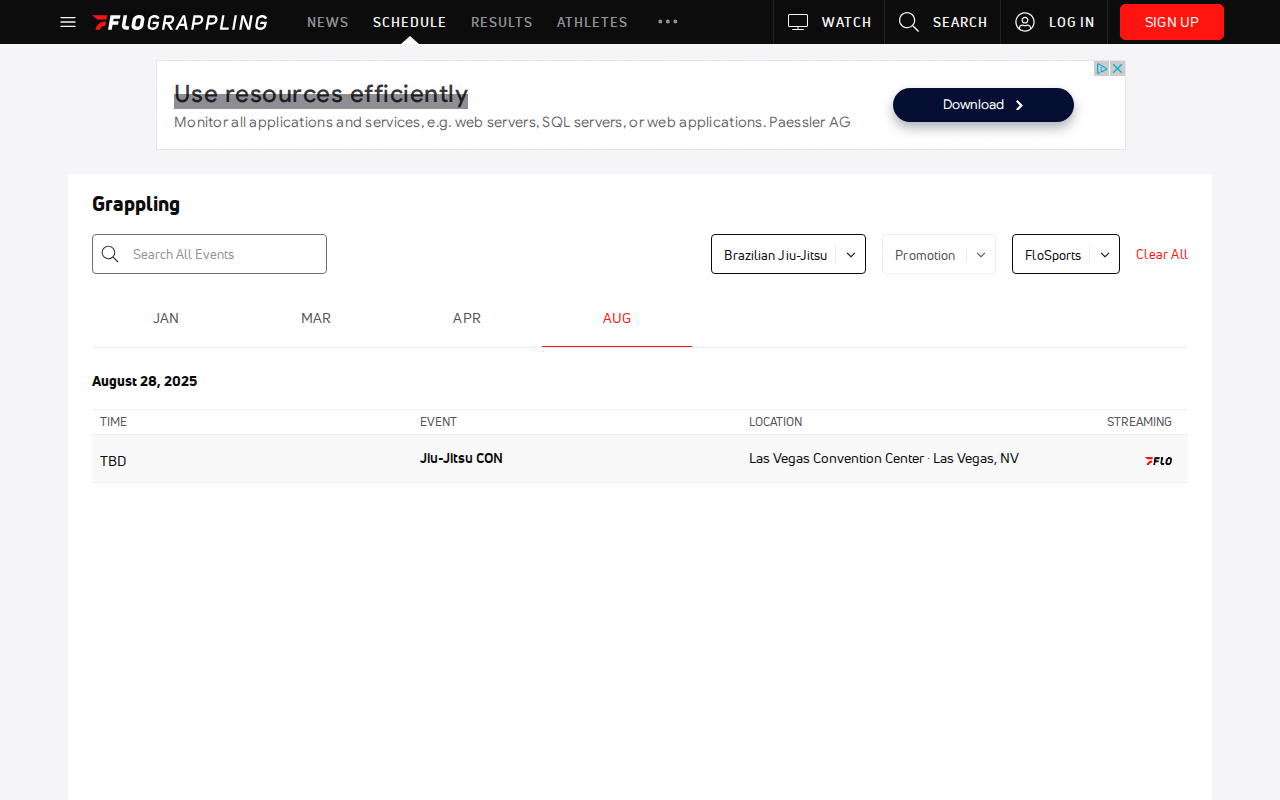 FLOGRAPPLING NEWS SCHEDULE RESULTS ATHLETES WATCH SEARCH LOG IN SIGN UP
Use resources efficiently
Monitor all applications and services, e.g. web servers, SQL servers, or web applications. Paessler AG
Download
Grappling
Search All Events Brazilian Jiu-Jitsu Promotion FloSports Clear All
JAN MAR APR AUG
August 28, 2025
TIME EVENT LOCATION STREAMING
TBD Jiu-Jitsu CON Las Vegas Convention Center · Las Vegas, NV FLO